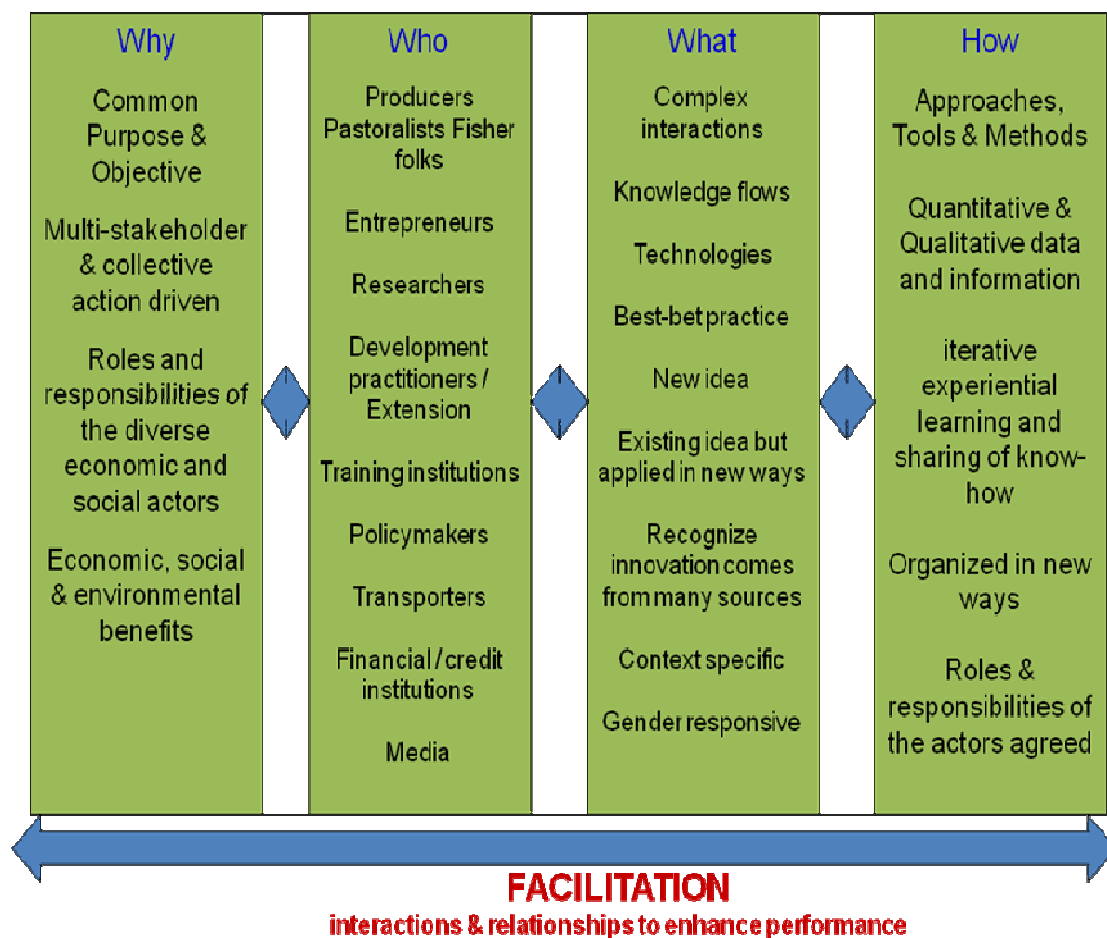 Why
Common
Purpose &
Objective
Multi-stakeholder
& collective
action driven
Roles and
responsibilities of
the diverse
economic and
social actors
Economic, social
& environmental
benefits
Who
Producers
Pastoralists Fisher
folks
Entrepreneurs
Researchers
Development
practitioners /
Extension
Training institutions
Policymakers
Transporters
Financial / credit
institutions
Media
What
Complex
interactions
Knowledge flows
Technologies
Best-bet practice
New idea
Existing idea but
applied in new ways
Recognize
innovation comes
from many sources
Context specific
Gender responsive
How
Approaches,
Tools & Methods
Quantitative &
Qualitative data
and information
iterative
experiential
learning and
sharing of know-
how
Organized in new
ways
Roles &
responsibilities of
the actors agreed
FACILITATION
interactions & relationships to enhance performance